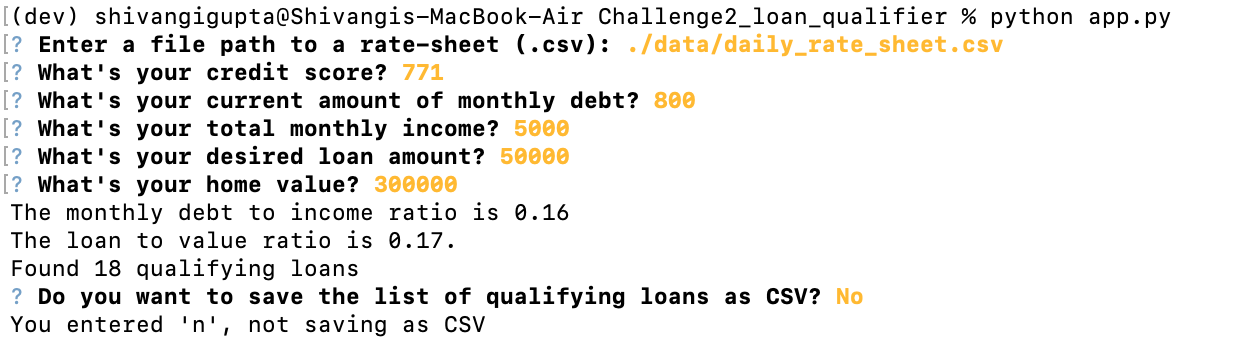 [(dev) shivangigupta@Shivangis-MacBook-Air Challenge2_loan_qualifier % python app.py
[? Enter a file path to a rate-sheet (.csv): ./data/daily_rate_sheet.csv
[? What's your credit score? 771
[? What's your current amount of monthly debt? 800
[? What's your total monthly income? 5000
[? What's your desired loan amount? 50000
[? What's your home value? 300000
The monthly debt to income ratio is 0.16
The loan to value ratio is 0.17.
Found 18 qualifying loans
? Do you want to save the list of qualifying loans as CSV? No
You entered 'n', not saving as CSV